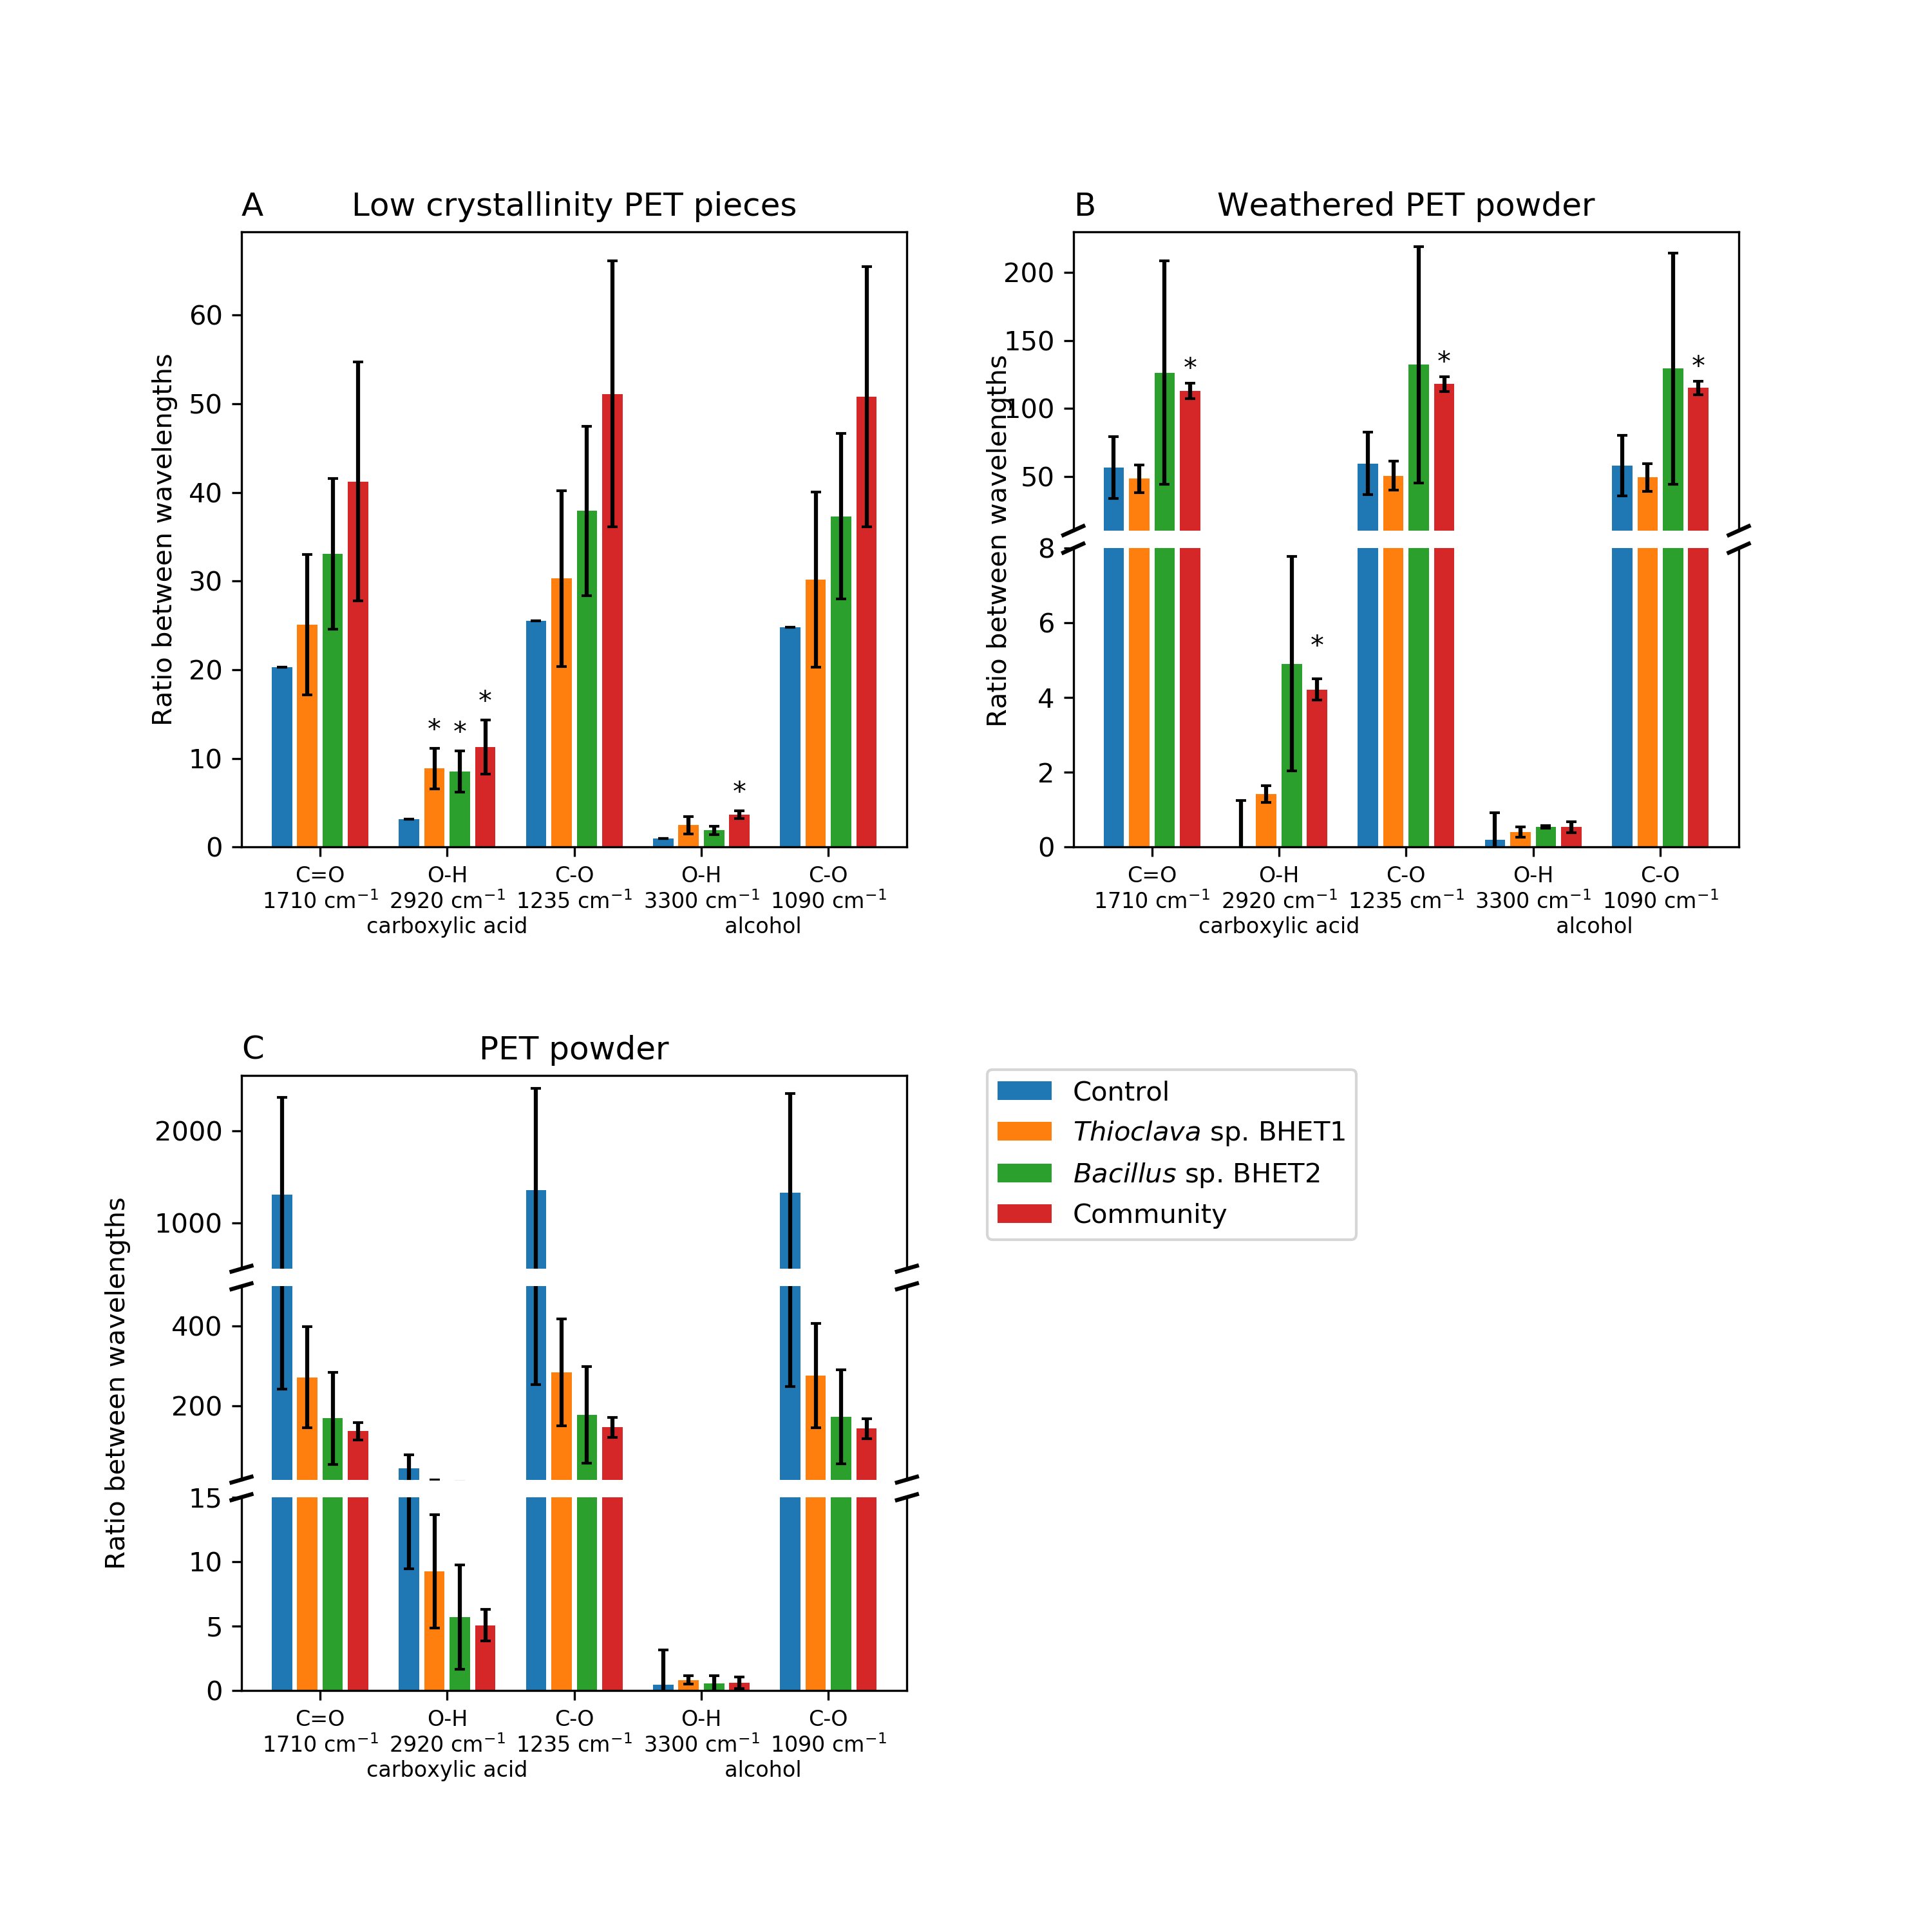 A Low crystallinity PET pieces
Ratio between wavelengths
60
50
40
30
20
10
0
* * * *
C=O O-H C-O O-H C-O
1710 cm⁻¹ 2920 cm⁻¹ 1235 cm⁻¹ 3300 cm⁻¹ 1090 cm⁻¹
carboxylic acid alcohol
B Weathered PET powder
Ratio between wavelengths
200
150
100
50
8
6
4
2
0
* * * *
C=O O-H C-O O-H C-O
1710 cm⁻¹ 2920 cm⁻¹ 1235 cm⁻¹ 3300 cm⁻¹ 1090 cm⁻¹
carboxylic acid alcohol
C PET powder
Ratio between wavelengths
2000
1000
400
200
15
10
5
0
C=O O-H C-O O-H C-O
1710 cm⁻¹ 2920 cm⁻¹ 1235 cm⁻¹ 3300 cm⁻¹ 1090 cm⁻¹
carboxylic acid alcohol
Control
Thioclava sp. BHET1
Bacillus sp. BHET2
Community